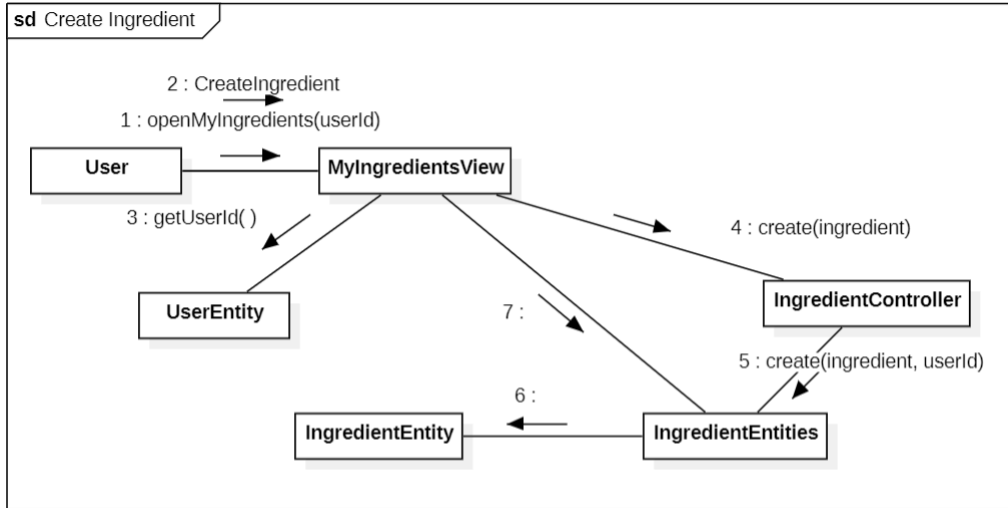 sd Create Ingredient
2 : CreateIngredient
1 : openMyIngredients(userId)
User
MyIngredientsView
3 : getUserId( )
4 : create(ingredient)
UserEntity
IngredientController
7 :
5 : create(ingredient, userId)
6 :
IngredientEntity
IngredientEntities